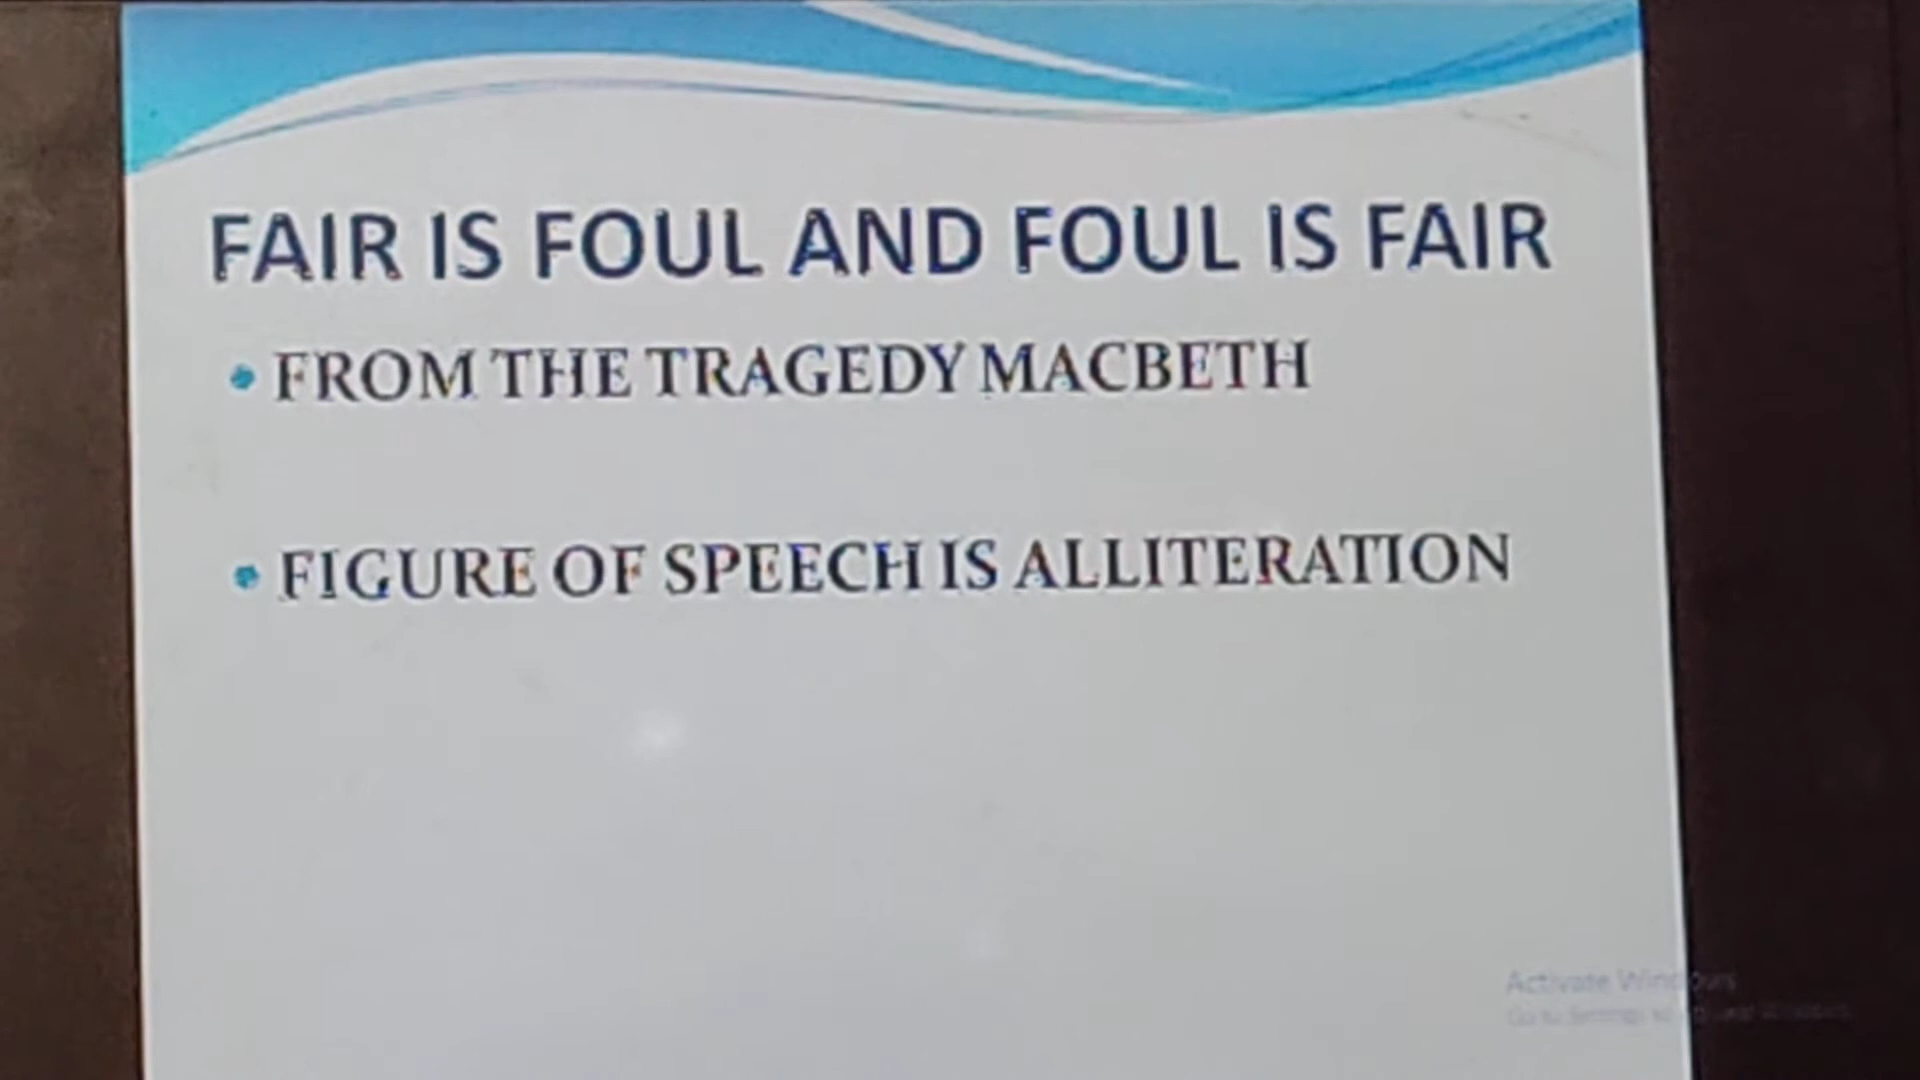 FAIR IS FOUL AND FOUL IS FAIR
• FROM THE TRAGEDY MACBETH
• FIGURE OF SPEECH IS ALLITERATION
Activate Windows